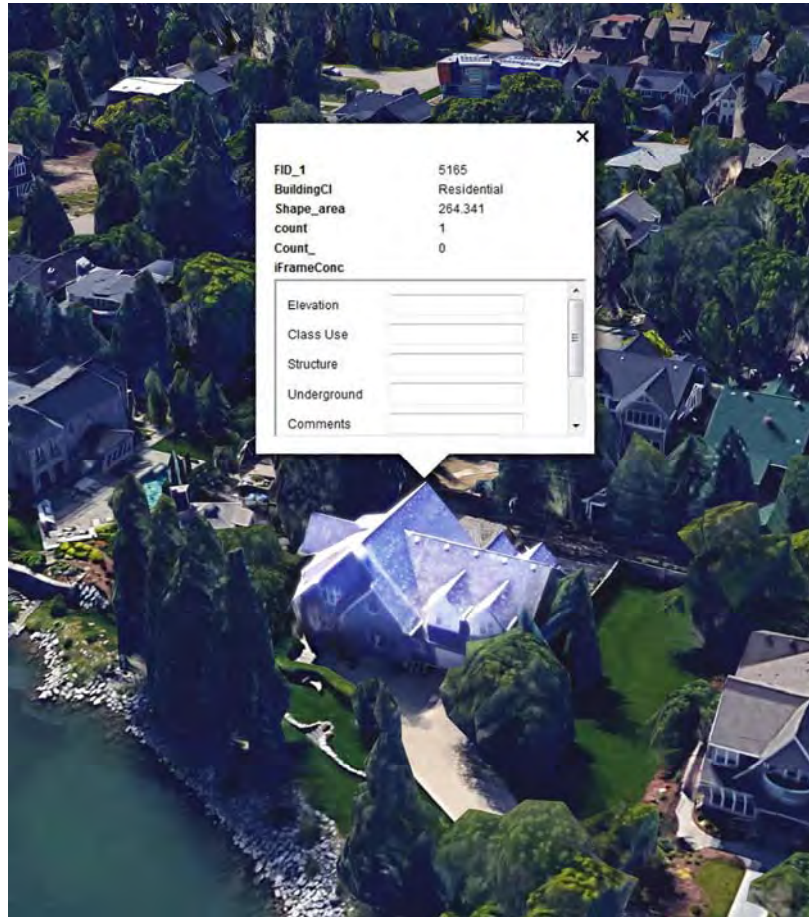 FID_1 5165
BuildingCl Residential
Shape_area 264.341
count 1
Count_ 0
iFrameConc
Elevation
Class Use
Structure
Underground
Comments